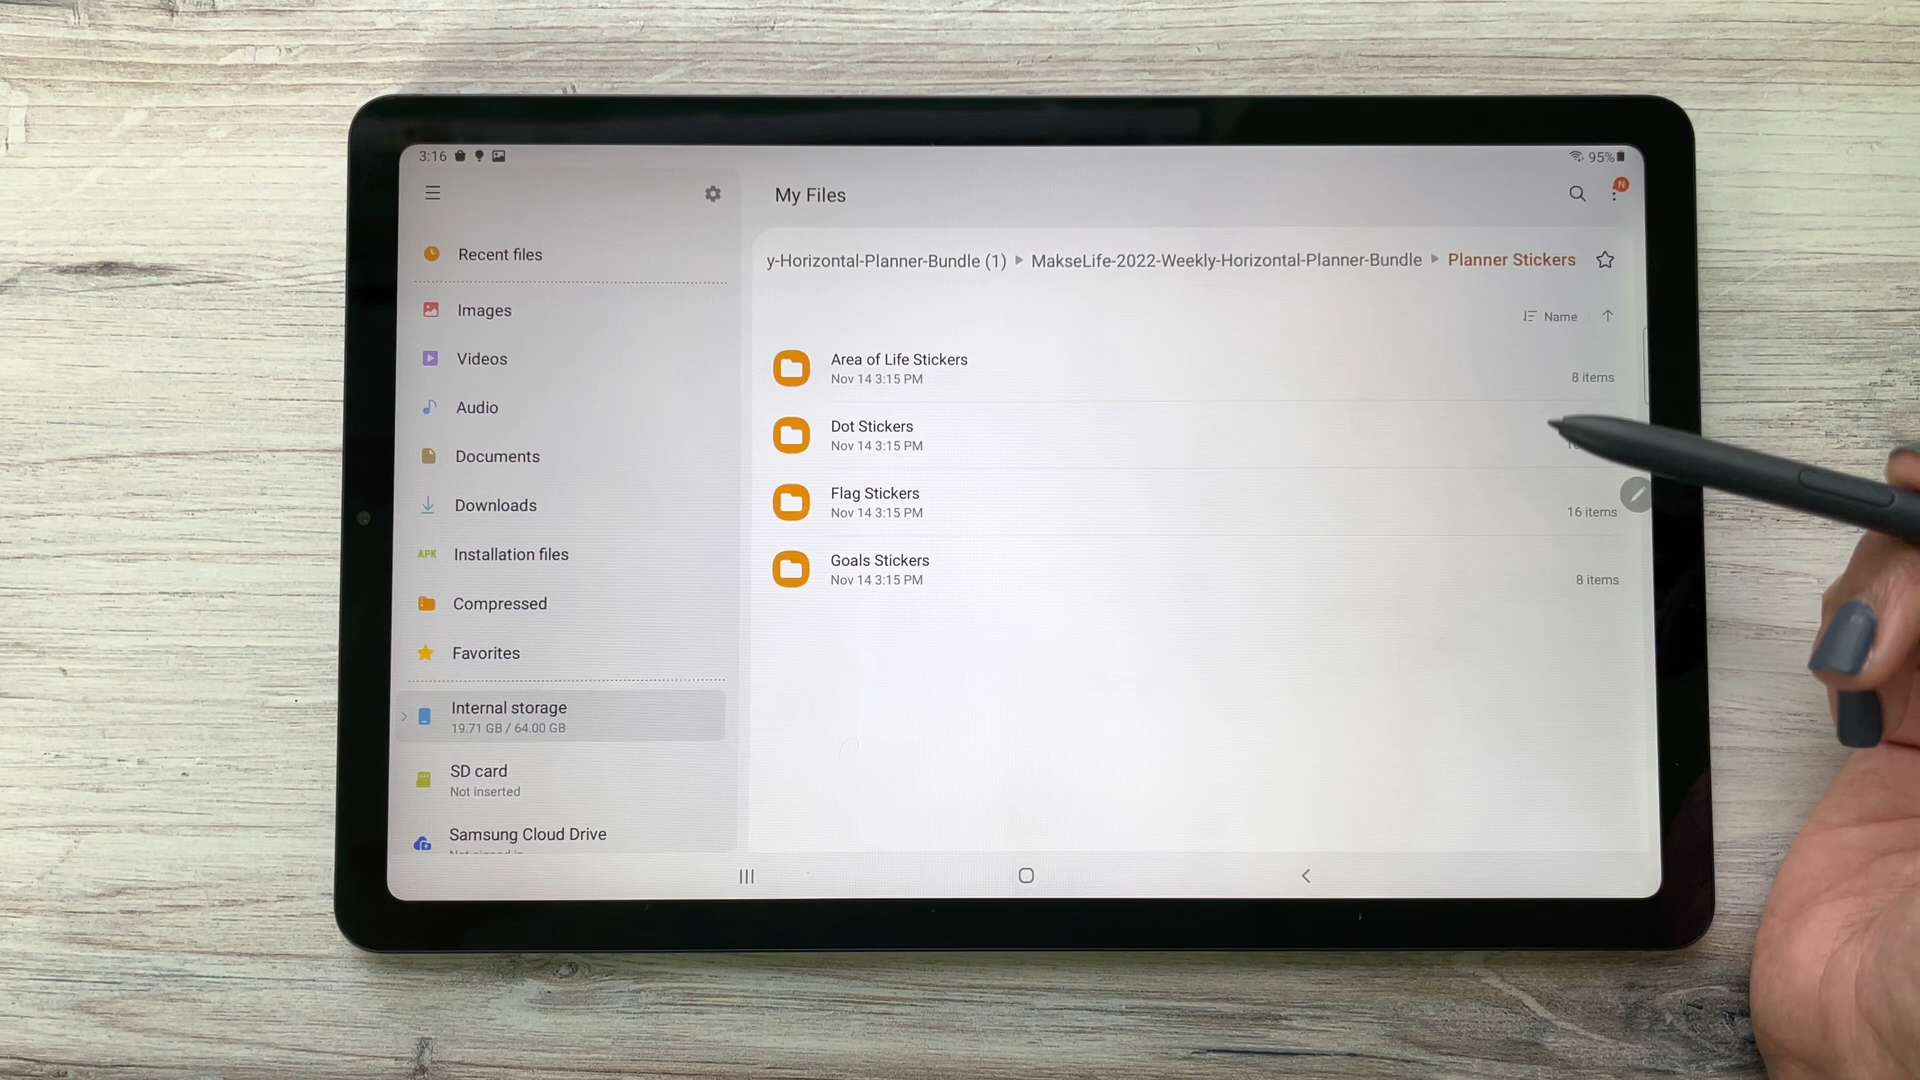 3:16
95%
My Files
N
Recent files
Images
Videos
Audio
Documents
Downloads
APK Installation files
Compressed
Favorites
Internal storage
19.71 GB / 64.00 GB
SD card
Not inserted
Samsung Cloud Drive
y-Horizontal-Planner-Bundle (1) MakseLife-2022-Weekly-Horizontal-Planner-Bundle Planner Stickers
Name
Area of Life Stickers
Nov 14 3:15 PM
8 items
Dot Stickers
Nov 14 3:15 PM
Flag Stickers
Nov 14 3:15 PM
16 items
Goals Stickers
Nov 14 3:15 PM
8 items